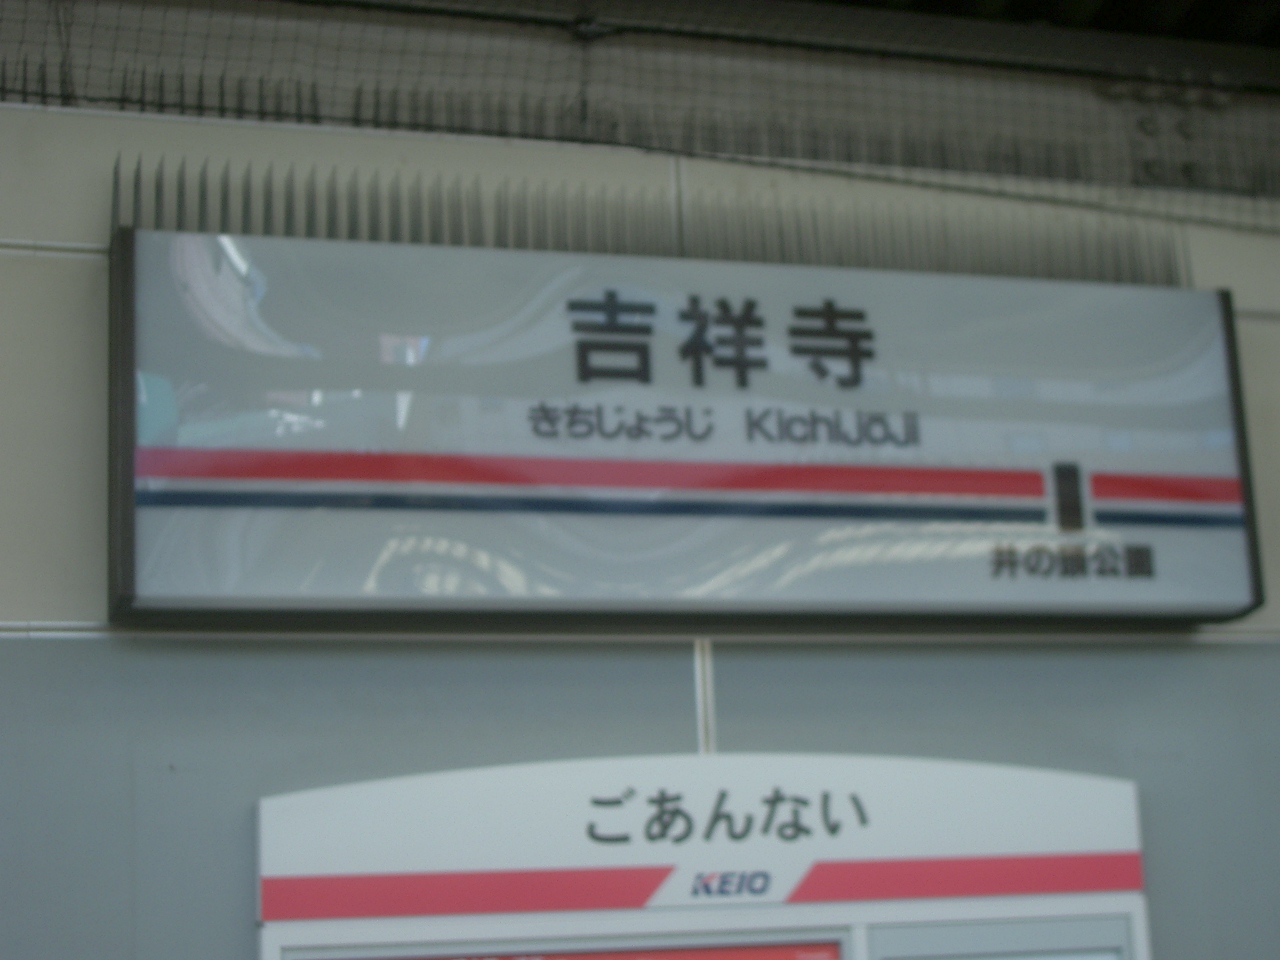 吉祥寺
きちじょうじ Kichijōji
井の頭公園
ごあんない
KEIO